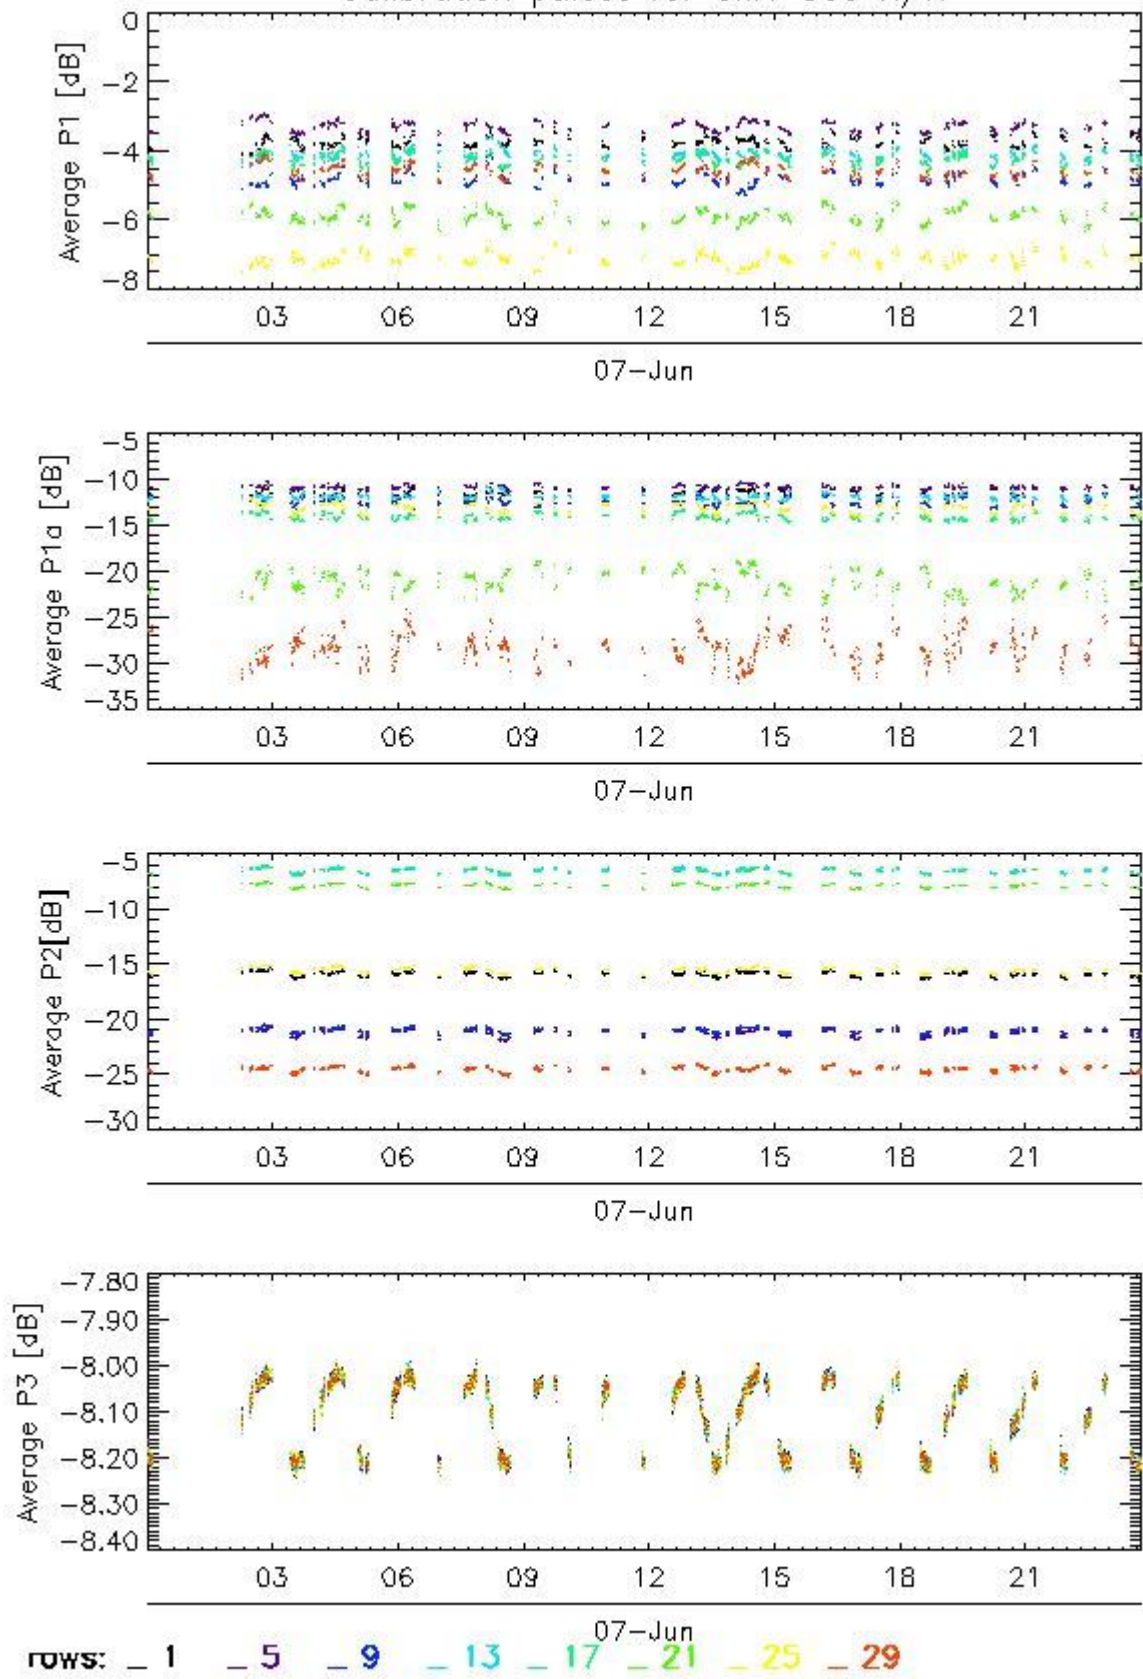 0
-2
-4
-6
-8
Average P1 [dB]
03 06 09 12 15 18 21
07-Jun
-5
-10
-15
-20
-25
-30
-35
Average P1a [dB]
03 06 09 12 15 18 21
07-Jun
-5
-10
-15
-20
-25
-30
Average P2[dB]
03 06 09 12 15 18 21
07-Jun
-7.80
-7.90
-8.00
-8.10
-8.20
-8.30
-8.40
Average P3 [dB]
03 06 09 12 15 18 21
07-Jun
rows: _ 1 _ 5 _ 9 _ 13 _ 17 _ 21 _ 25 _ 29